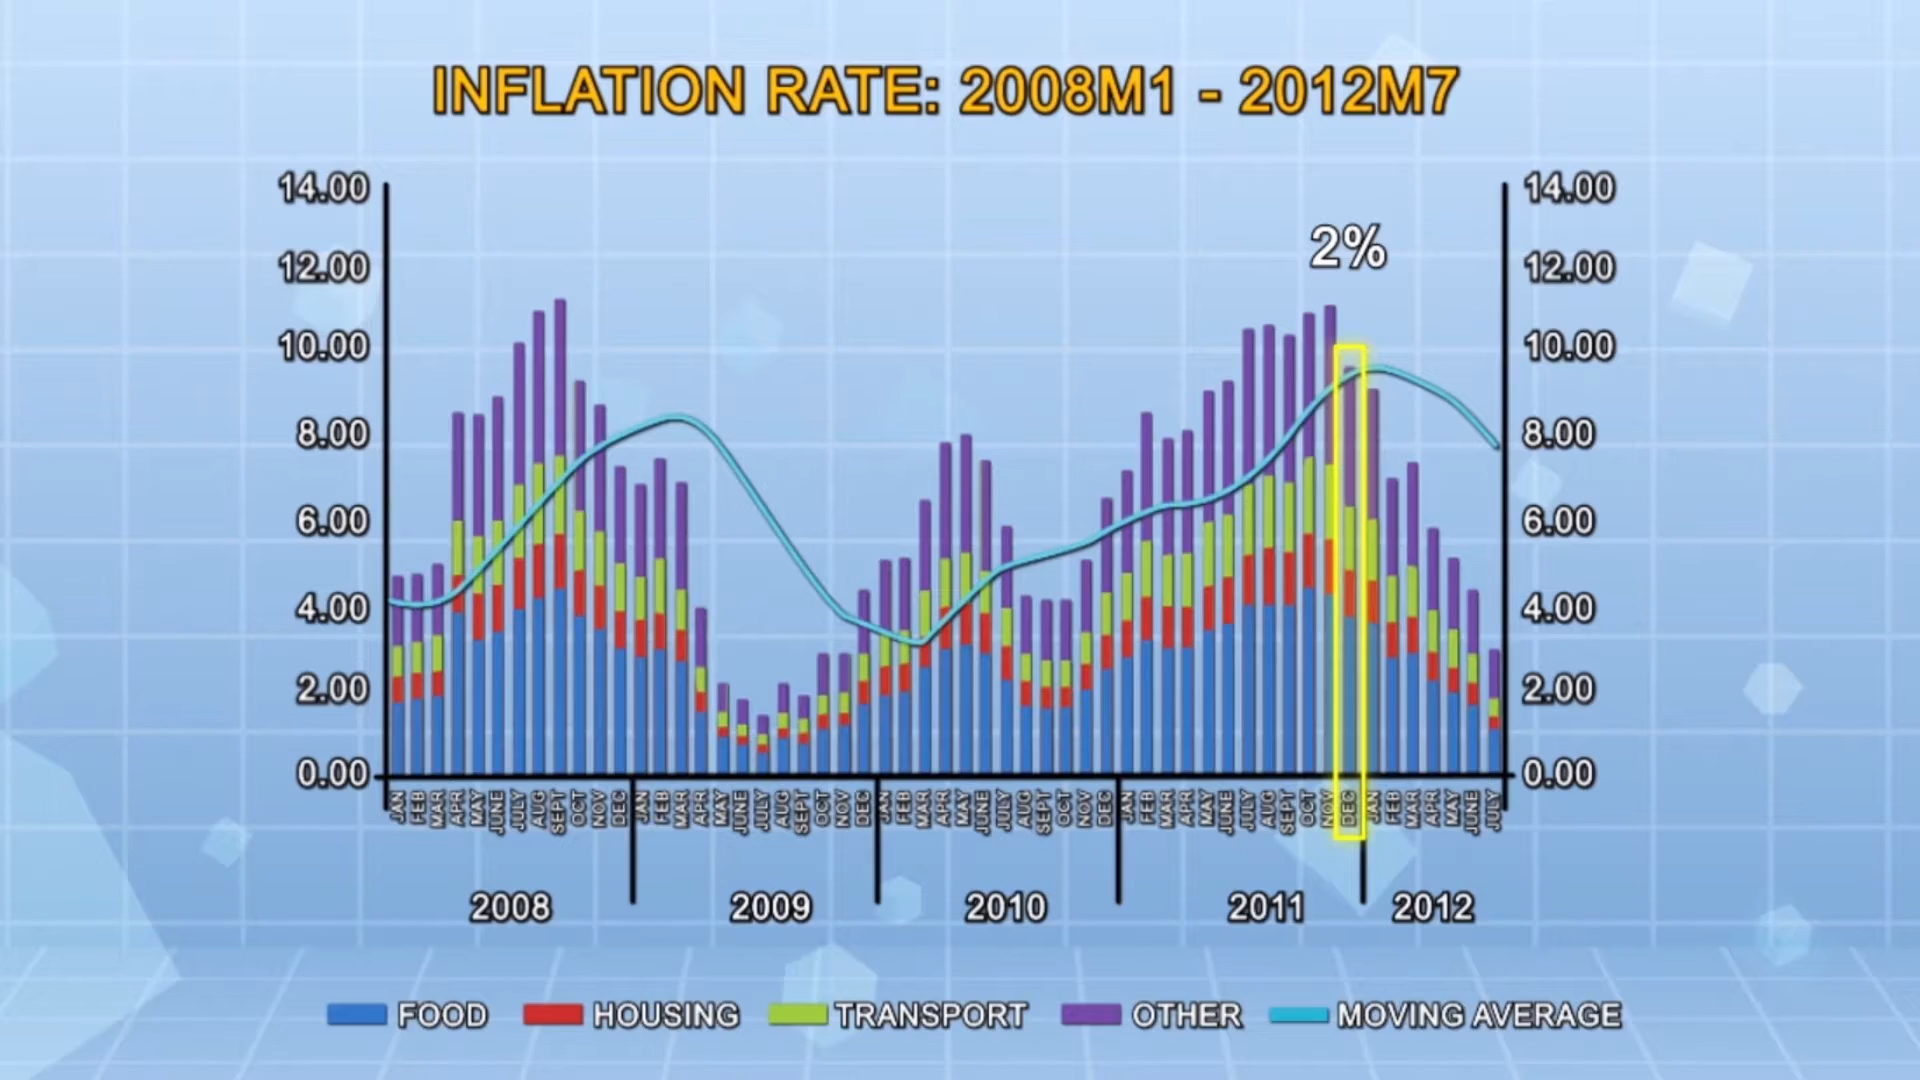 INFLATION RATE: 2008M1 - 2012M7
14.00 14.00
2%
12.00 12.00
10.00 10.00
8.00 8.00
6.00 6.00
4.00 4.00
2.00 2.00
0.00 0.00
JAN FEB MAR APR MAY JUNE JULY AUG SEPT OCT NOV DEC JAN FEB MAR APR MAY JUNE JULY AUG SEPT OCT NOV DEC JAN FEB MAR APR MAY JUNE JULY AUG SEPT OCT NOV DEC JAN FEB MAR APR MAY JUNE JULY AUG SEPT OCT NOV DEC JAN FEB MAR APR MAY JUNE JULY
2008 2009 2010 2011 2012
FOOD HOUSING TRANSPORT OTHER MOVING AVERAGE